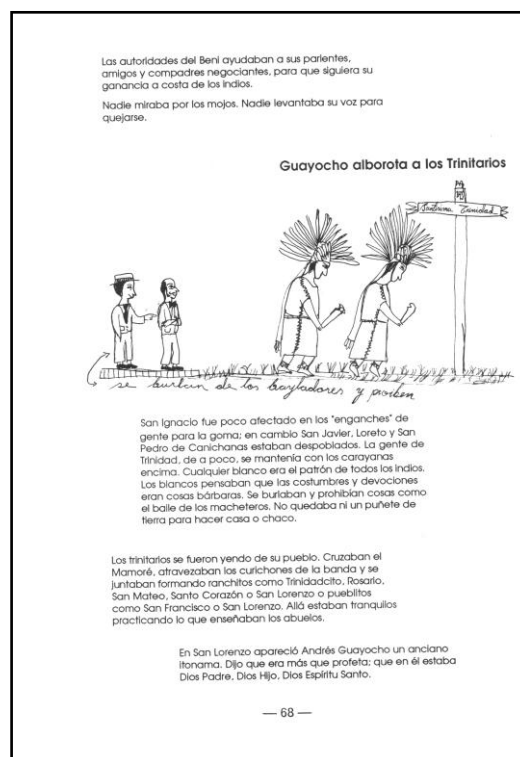 Las autoridades del Beni ayudaban a sus parientes,
amigos y compadres negociantes, para que siguiera su
ganancia a costa de los indios.
Nadie miraba por los mojos. Nadie levantaba su voz para
quejarse.
Guayocho alborota a los Trinitarios
Trinidad
se burlan de los bayladores y
San Ignacio fue poco afectado en los "enganches" de
gente para la goma; en cambio San Javier, Loreto y San
Pedro de Canichanas estaban despoblados. La gente de
Trinidad, de a poco, se mantenía con los carayanas
encima. Cualquier blanco era el patrón de todos los indios.
Los blancos pensaban que las costumbres y devociones
eran cosas bárbaras. Se burlaban y prohibian cosas como
el baile de los macheteros. No quedaba ni un puñete de
tierra para hacer casa o chaco.
Los trinitarios se fueron yendo de su pueblo. Cruzaban el
Mamoré, atravezaban los curichones de la banda y se
juntaban formando ranchitos como Trinidadcito, Rosario,
San Mateo, Santo Corazón o San Lorenzo o pueblitos
como San Francisco o San Lorenzo. Allá estaban tranquilos
practicando lo que enseñaban los abuelos.
En San Lorenzo apareció Andrés Guayocho un anciano
itonama. Dijo que era más que profeta; que en él estaba
Dios Padre, Dios Hijo, Dios Espíritu Santo.
— 68 —